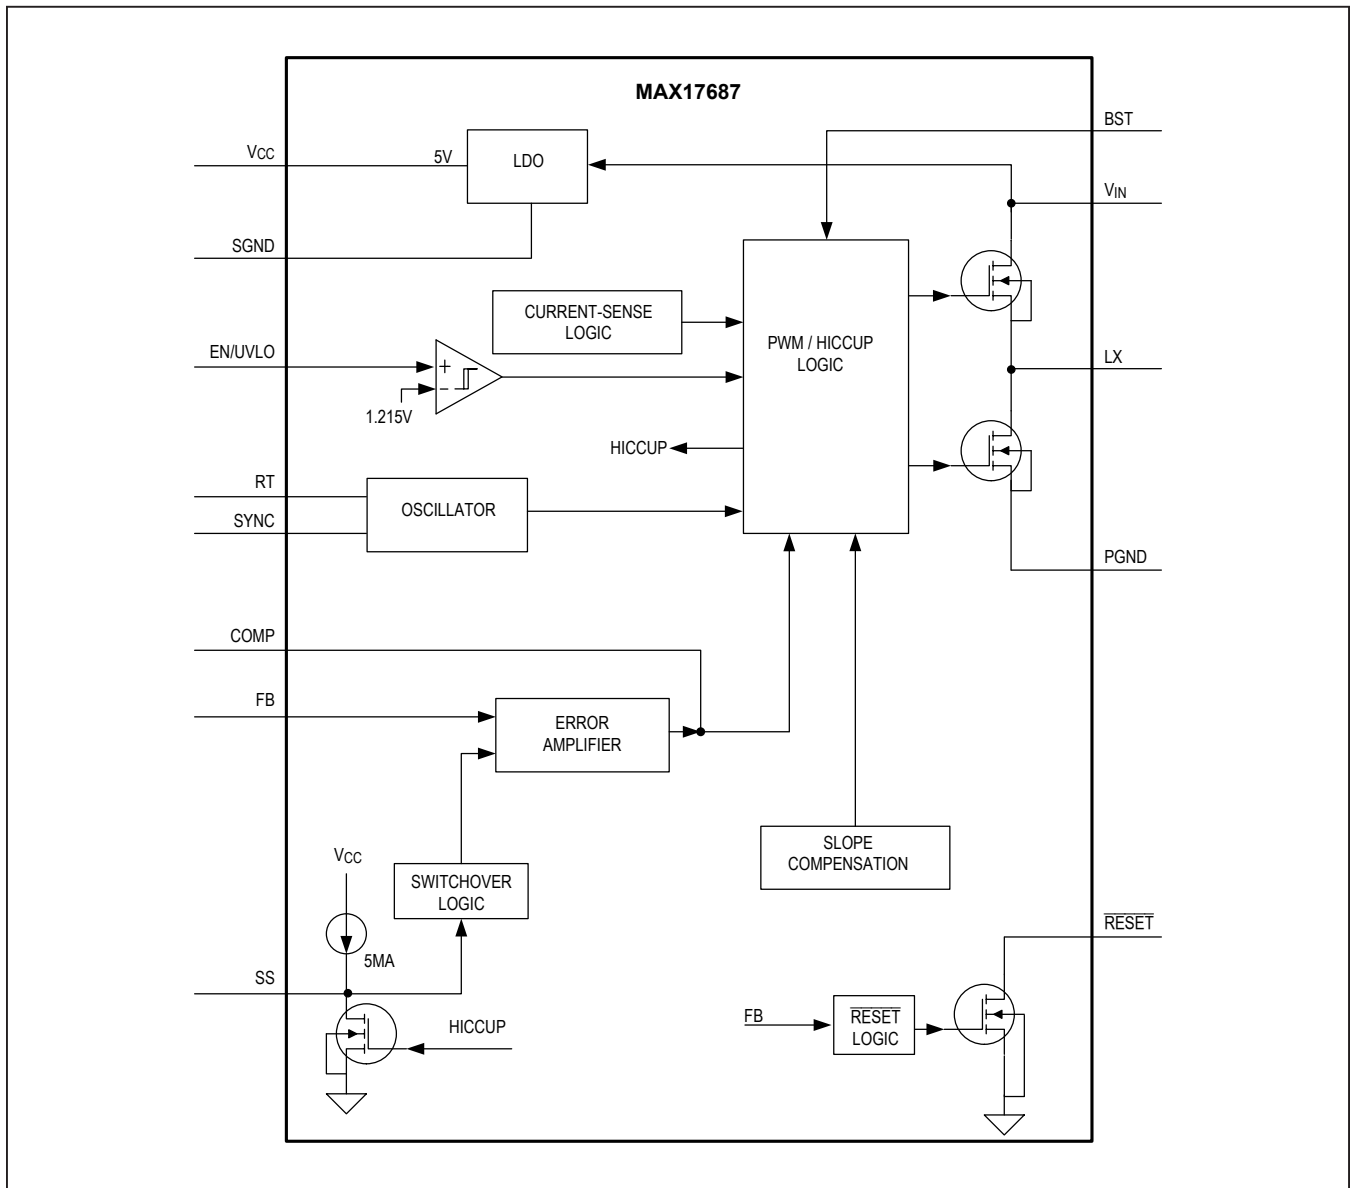 MAX17687
BST
VCC
5V
LDO
VIN
SGND
CURRENT-SENSE
LOGIC
PWM / HICCUP
LOGIC
EN/UVLO
+
-
1.215V
LX
HICCUP
RT
OSCILLATOR
SYNC
PGND
COMP
FB
ERROR
AMPLIFIER
SLOPE
COMPENSATION
VCC
SWITCHOVER
LOGIC
5MA
RESET
SS
HICCUP
FB
RESET
LOGIC